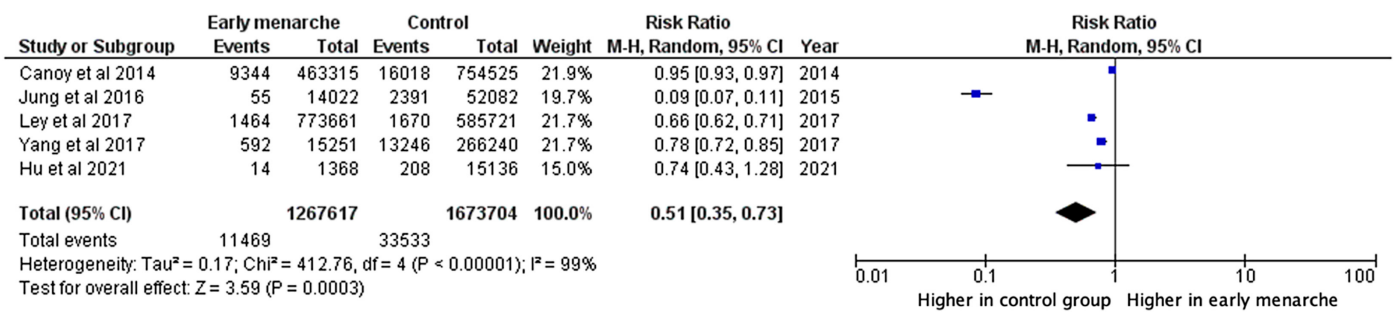 Early menarche Control Risk Ratio Risk Ratio
Study or Subgroup Events Total Events Total Weight M-H, Random, 95% CI Year M-H, Random, 95% CI
Canoy et al 2014 9344 463315 16018 754525 21.9% 0.95 [0.93, 0.97] 2014
Jung et al 2016 55 14022 2391 52082 19.7% 0.09 [0.07, 0.11] 2015
Ley et al 2017 1464 773661 1670 585721 21.7% 0.66 [0.62, 0.71] 2017
Yang et al 2017 592 15251 13246 266240 21.7% 0.78 [0.72, 0.85] 2017
Hu et al 2021 14 1368 208 15136 15.0% 0.74 [0.43, 1.28] 2021
Total (95% CI) 1267617 1673704 100.0% 0.51 [0.35, 0.73]
Total events 11469 33533
Heterogeneity: Tau² = 0.17; Chi² = 412.76, df = 4 (P < 0.00001); I² = 99%
Test for overall effect: Z = 3.59 (P = 0.0003)
0.01 0.1 1 10 100
Higher in control group Higher in early menarche